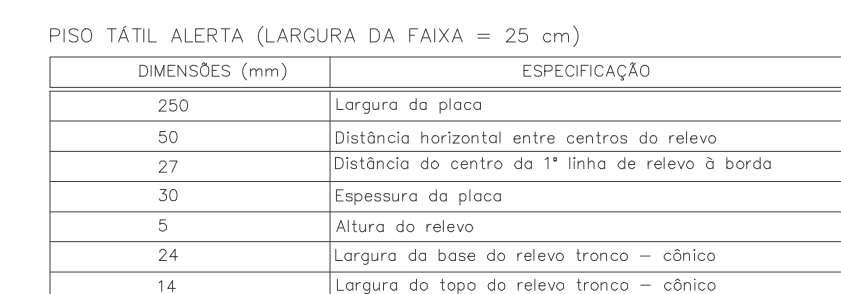 PISO TÁTIL ALERTA (LARGURA DA FAIXA = 25 cm)
DIMENSÕES (mm) ESPECIFICAÇÃO
250 Largura da placa
50 Distância horizontal entre centros do relevo
27 Distância do centro da 1ª linha de relevo à borda
30 Espessura da placa
5 Altura do relevo
24 Largura da base do relevo tronco – cônico
14 Largura do topo do relevo tronco – cônico